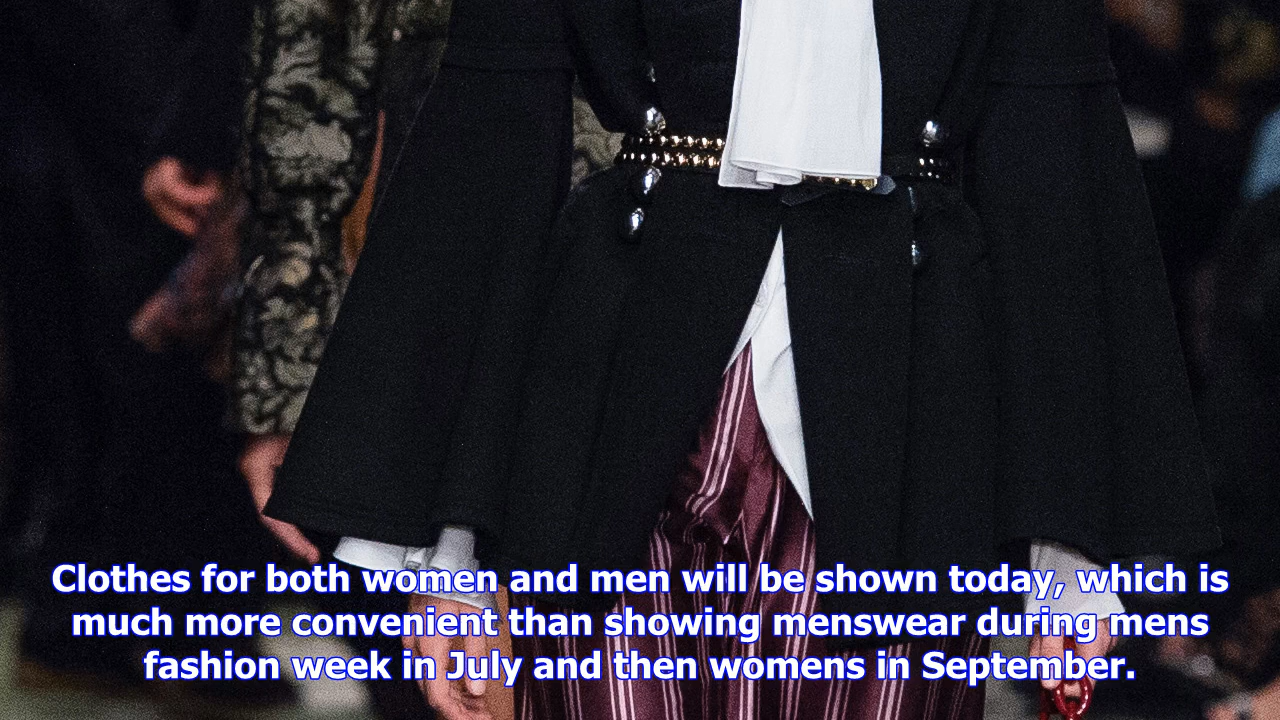 Clothes for both women and men will be shown today, which is
much more convenient than showing menswear during mens
fashion week in July and then womens in September.